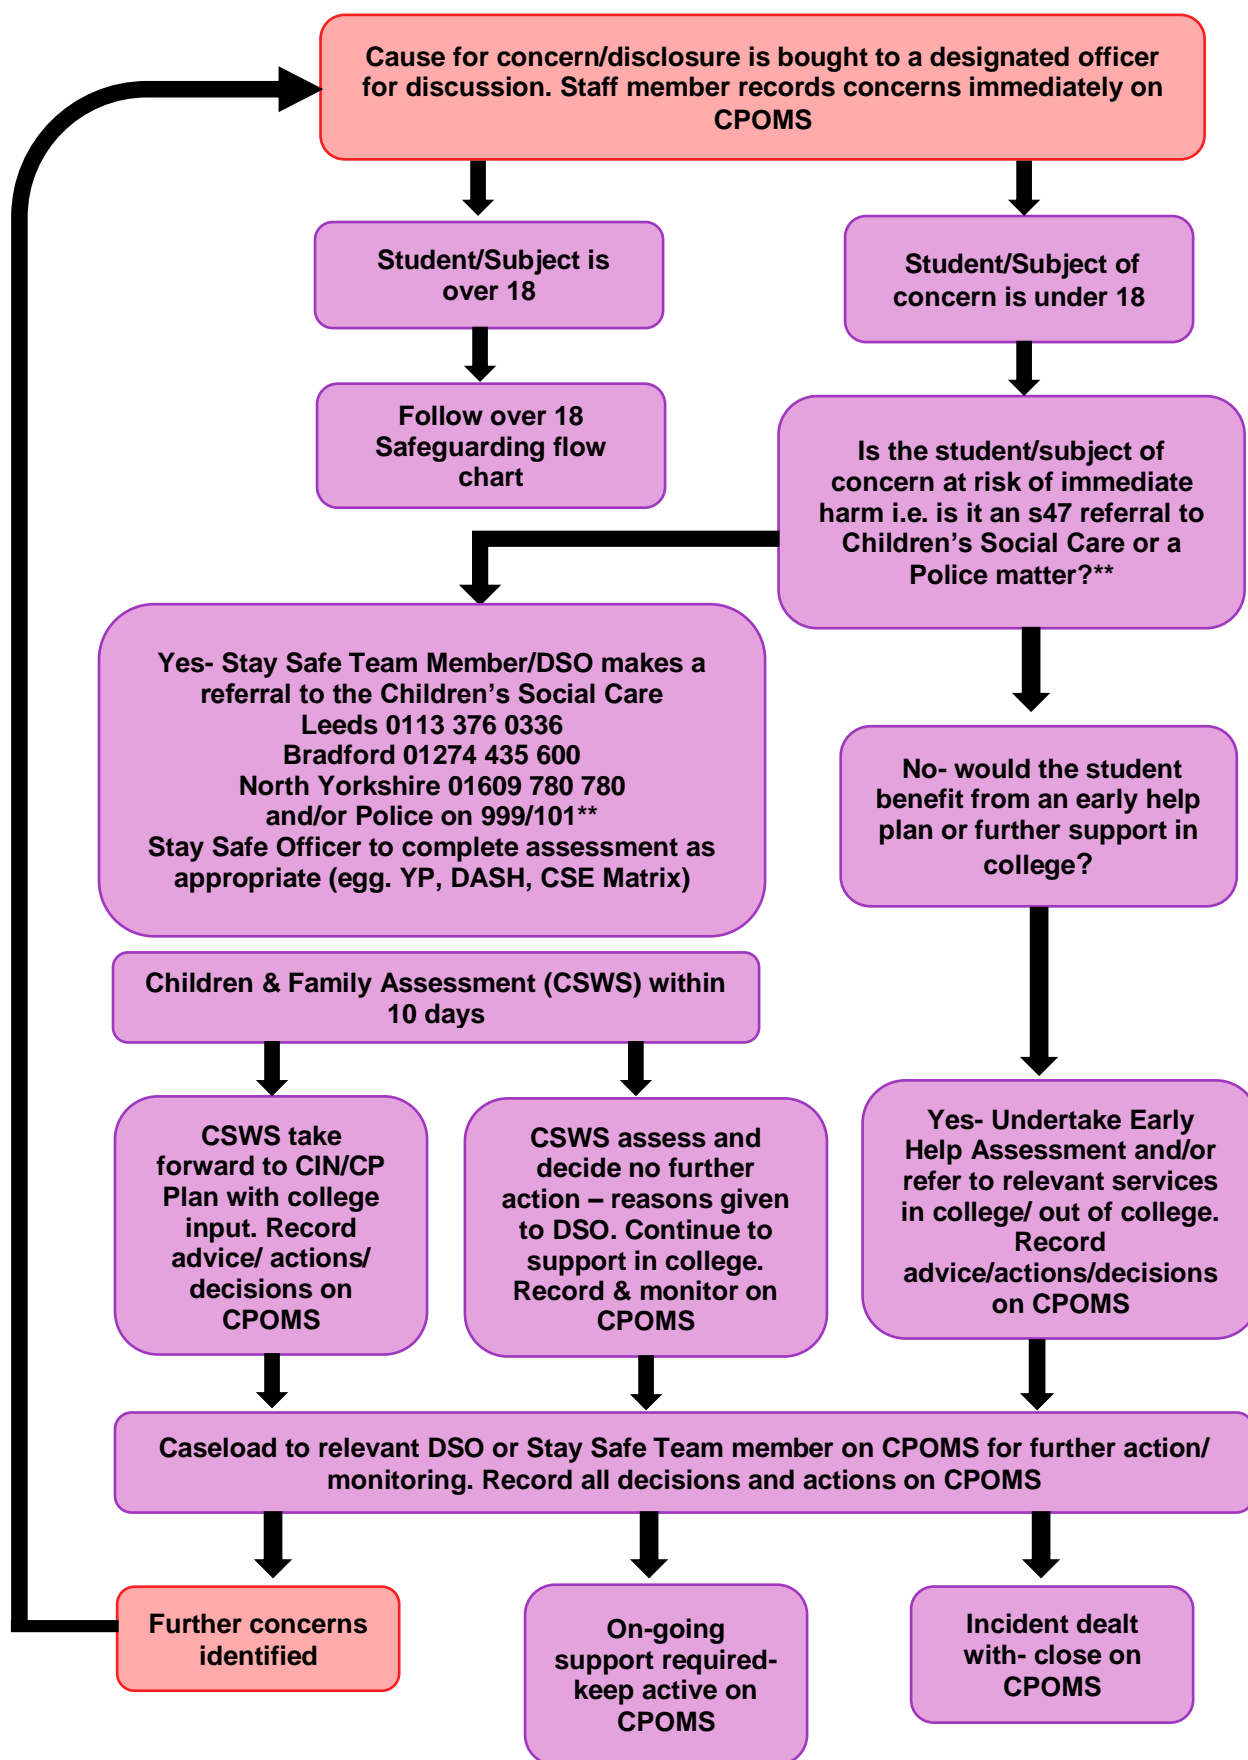 Cause for concern/disclosure is bought to a designated officer
for discussion. Staff member records concerns immediately on
CPOMS
Student/Subject is
over 18
Student/Subject of
concern is under 18
Follow over 18
Safeguarding flow
chart
Is the student/subject of
concern at risk of immediate
harm i.e. is it an s47 referral to
Children’s Social Care or a
Police matter?**
Yes- Stay Safe Team Member/DSO makes a
referral to the Children’s Social Care
Leeds 0113 376 0336
Bradford 01274 435 600
North Yorkshire 01609 780 780
and/or Police on 999/101**
Stay Safe Officer to complete assessment as
appropriate (egg. YP, DASH, CSE Matrix)
No- would the student
benefit from an early help
plan or further support in
college?
Children & Family Assessment (CSWS) within
10 days
CSWS take
forward to CIN/CP
Plan with college
input. Record
advice/ actions/
decisions on
CPOMS
CSWS assess and
decide no further
action – reasons given
to DSO. Continue to
support in college.
Record & monitor on
CPOMS
Yes- Undertake Early
Help Assessment and/or
refer to relevant services
in college/ out of college.
Record
advice/actions/decisions
on CPOMS
Caseload to relevant DSO or Stay Safe Team member on CPOMS for further action/
monitoring. Record all decisions and actions on CPOMS
Further concerns
identified
On-going
support required-
keep active on
CPOMS
Incident dealt
with- close on
CPOMS